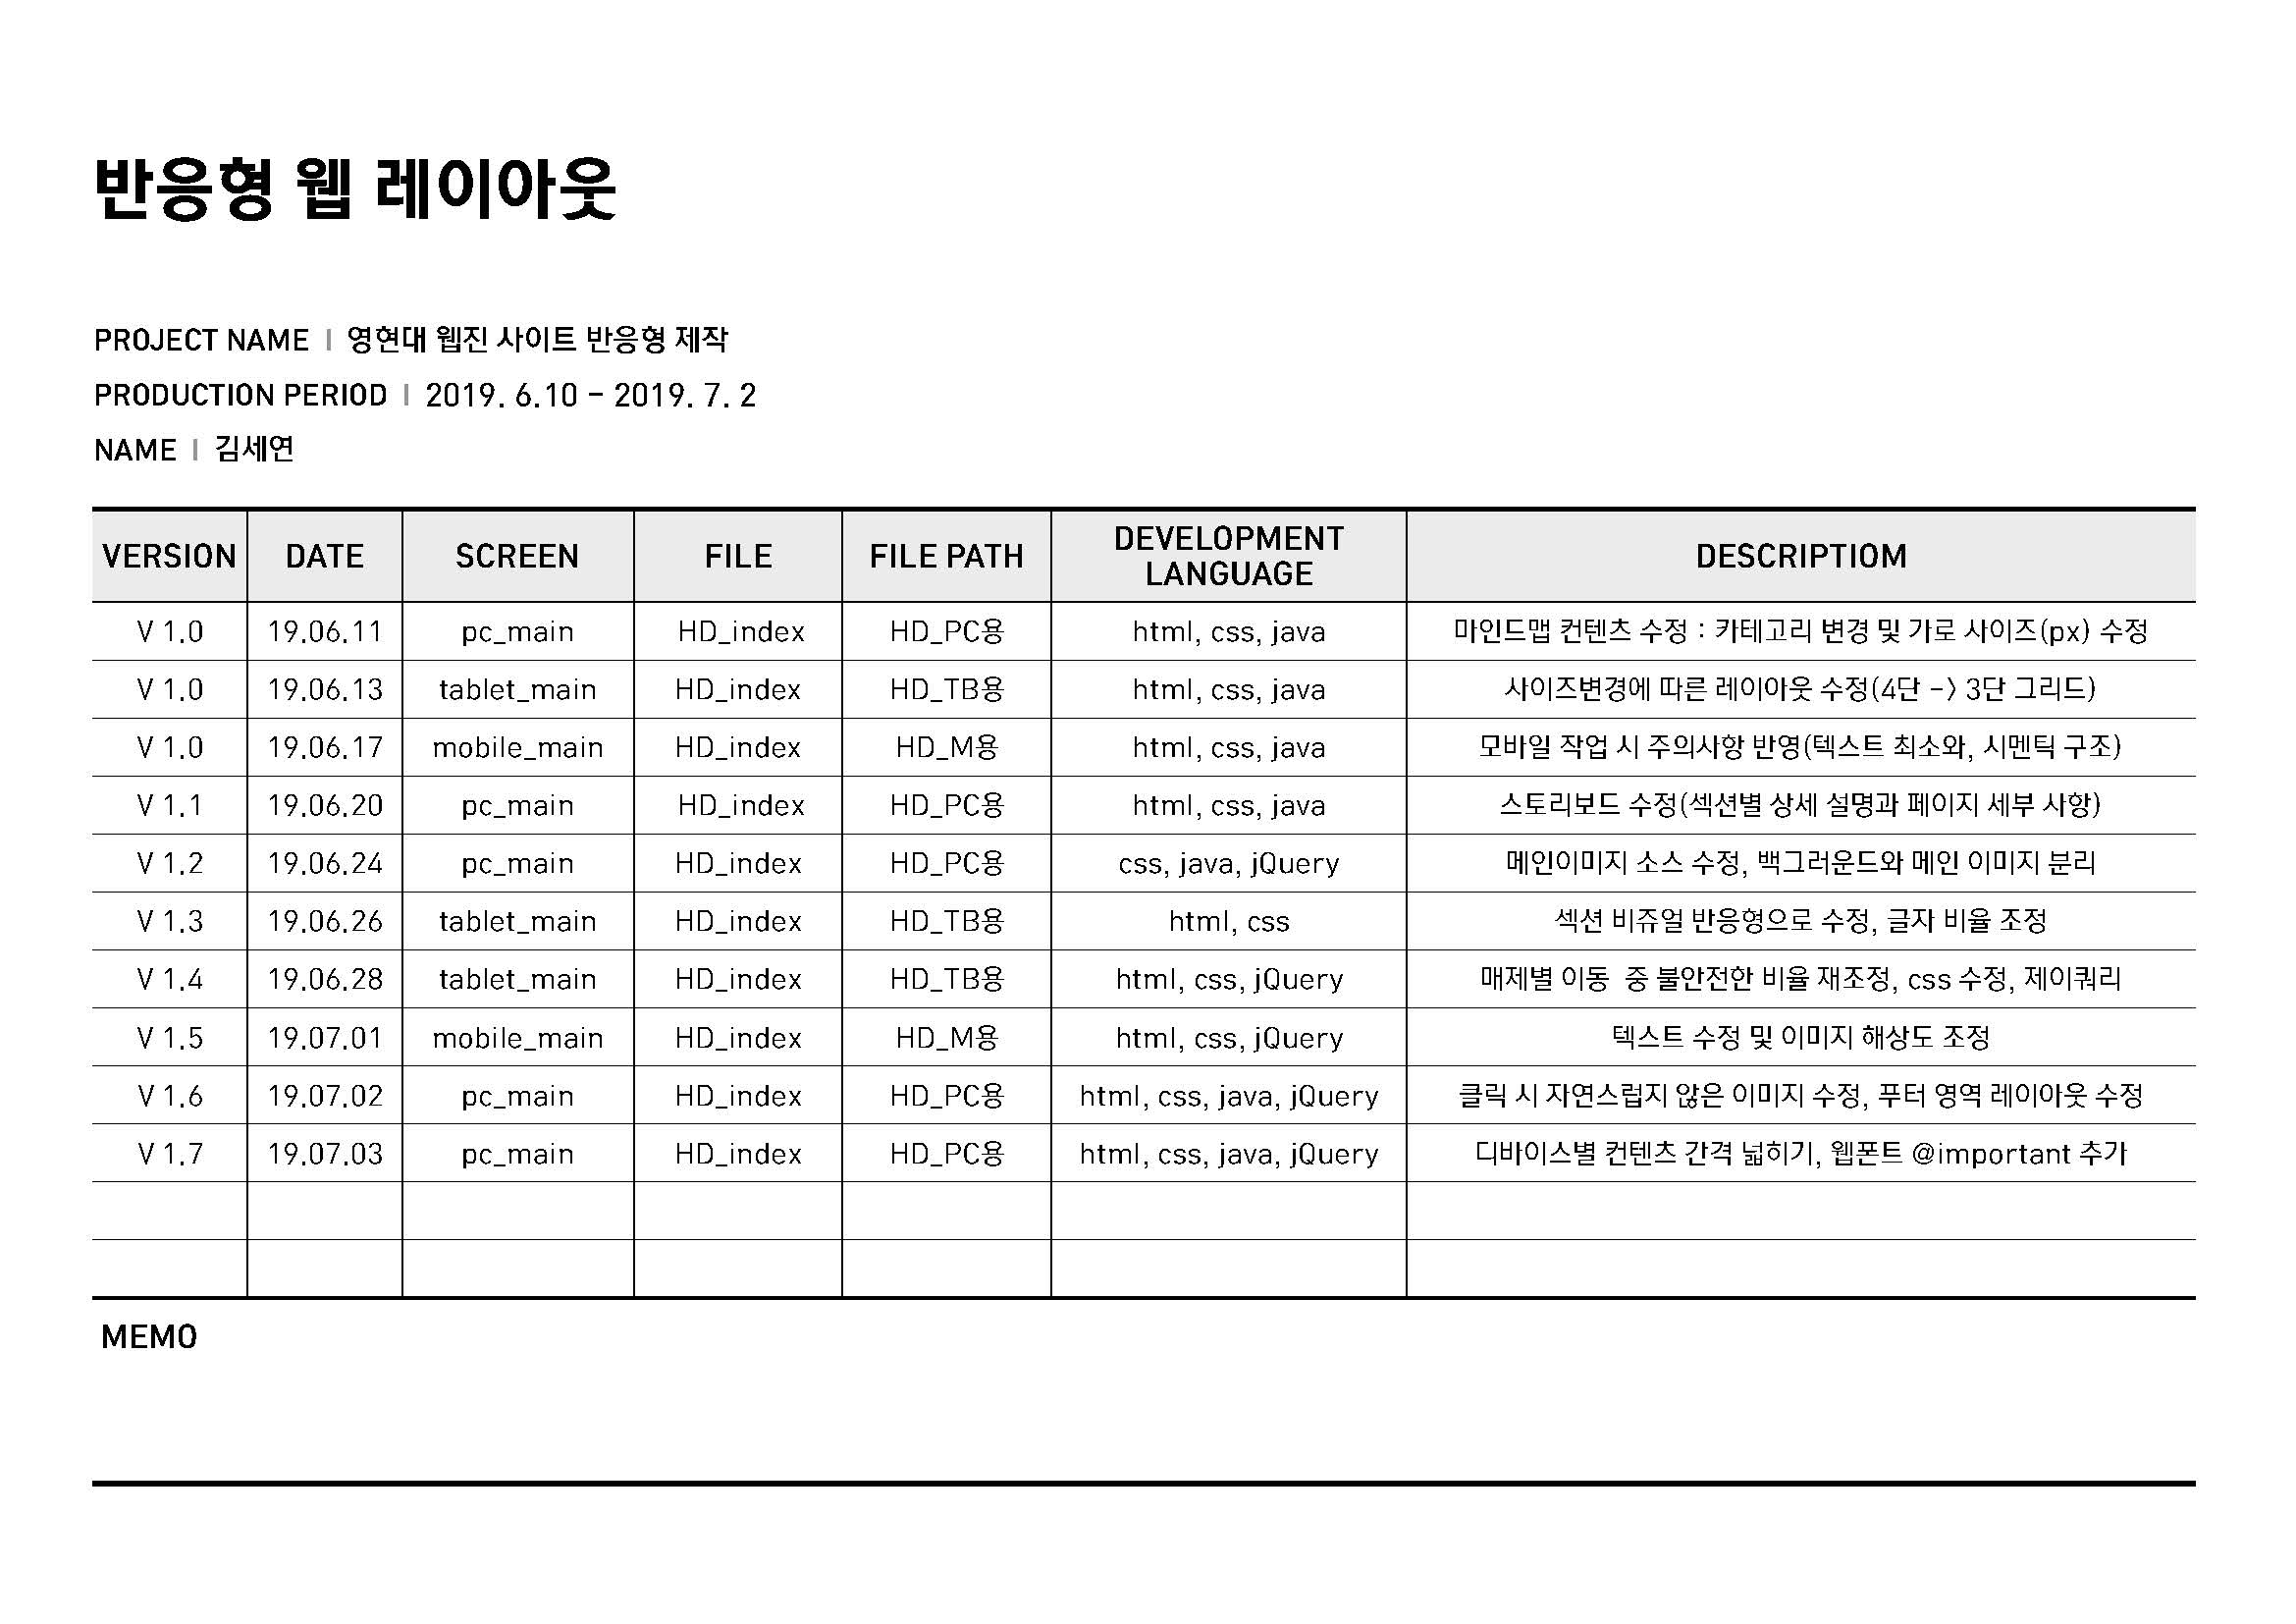 반응형 웹 레이아웃
PROJECT NAME | 영현대 웹진 사이트 반응형 제작
PRODUCTION PERIOD | 2019. 6.10 - 2019. 7. 2
NAME | 김세연
VERSION DATE SCREEN FILE FILE PATH DEVELOPMENT LANGUAGE DESCRIPTIOM
V 1.0 19.06.11 pc_main HD_index HD_PC용 html, css, java 마인드맵 컨텐츠 수정 : 카테고리 변경 및 가로 사이즈(px) 수정
V 1.0 19.06.13 tablet_main HD_index HD_TB용 html, css, java 사이즈변경에 따른 레이아웃 수정(4단 -> 3단 그리드)
V 1.0 19.06.17 mobile_main HD_index HD_M용 html, css, java 모바일 작업 시 주의사항 반영(텍스트 최소와, 시멘틱 구조)
V 1.1 19.06.20 pc_main HD_index HD_PC용 html, css, java 스토리보드 수정(섹션별 상세 설명과 페이지 세부 사항)
V 1.2 19.06.24 pc_main HD_index HD_PC용 css, java, jQuery 메인이미지 소스 수정, 백그러운드와 메인 이미지 분리
V 1.3 19.06.26 tablet_main HD_index HD_TB용 html, css 섹션 비쥬얼 반응형으로 수정, 글자 비율 조정
V 1.4 19.06.28 tablet_main HD_index HD_TB용 html, css, jQuery 매제별 이동 중 불안전한 비율 재조정, css 수정, 제이쿼리
V 1.5 19.07.01 mobile_main HD_index HD_M용 html, css, jQuery 텍스트 수정 및 이미지 해상도 조정
V 1.6 19.07.02 pc_main HD_index HD_PC용 html, css, java, jQuery 클릭 시 자연스럽지 않은 이미지 수정, 푸터 영역 레이아웃 수정
V 1.7 19.07.03 pc_main HD_index HD_PC용 html, css, java, jQuery 디바이스별 컨텐츠 간격 넓히기, 웹폰트 @important 추가
MEMO